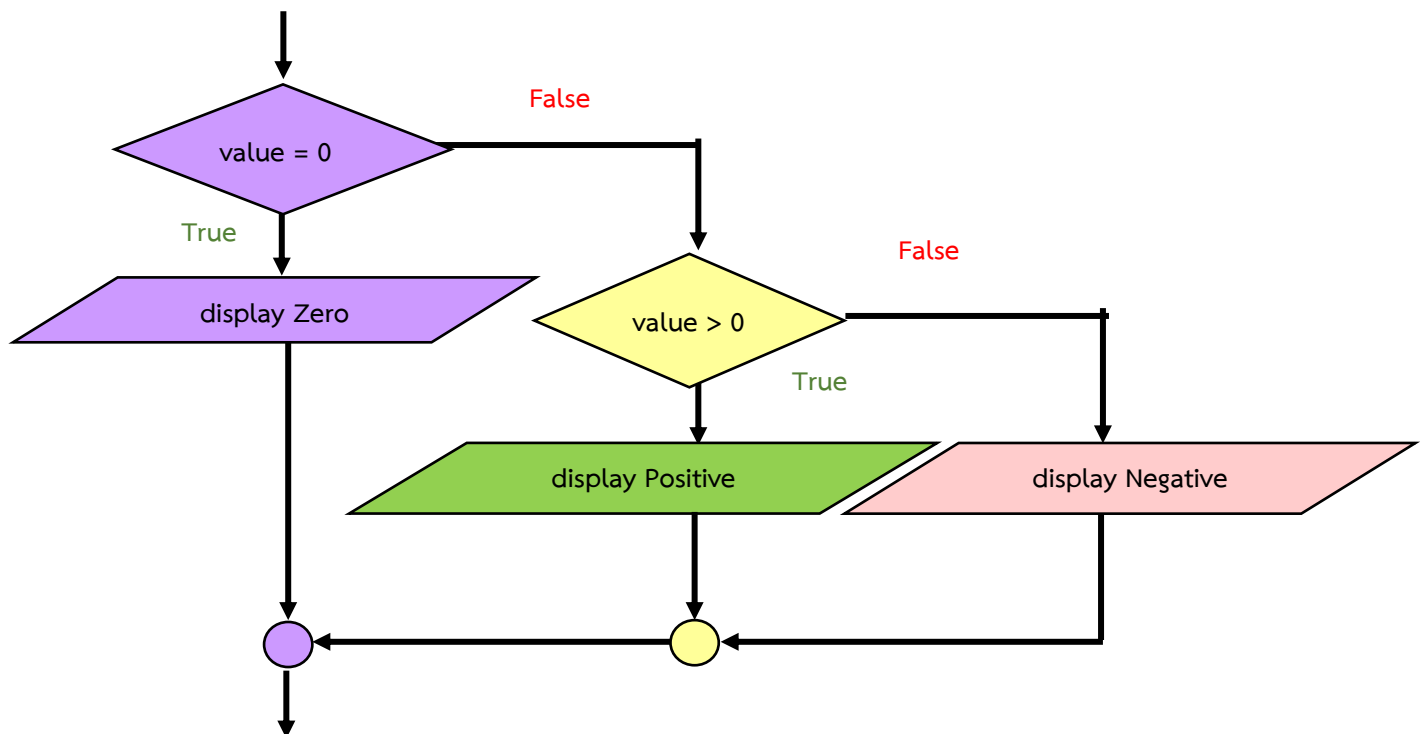 False
value = 0
True
False
display Zero
value > 0
True
display Positive
display Negative